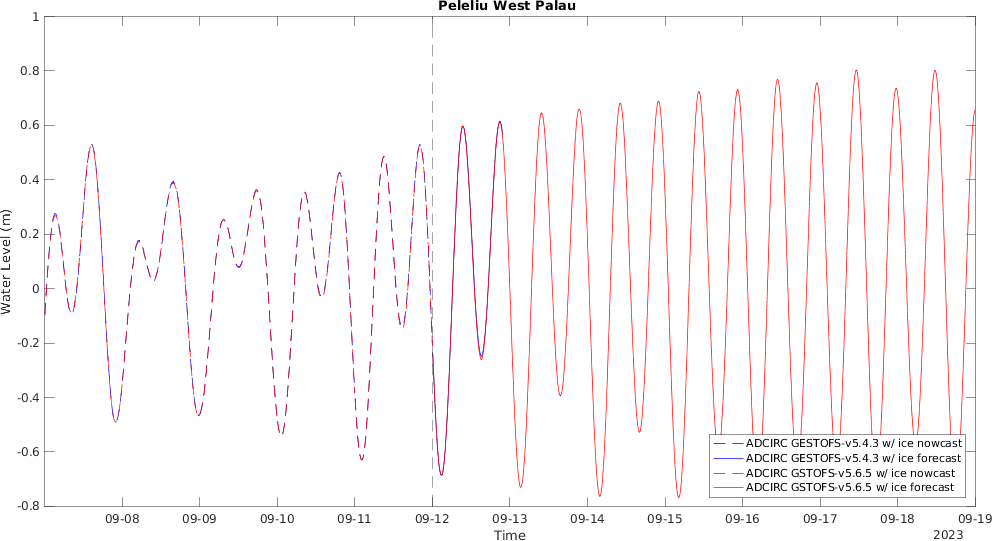 Peleliu West Palau
Water Level (m)
1
0.8
0.6
0.4
0.2
0
-0.2
-0.4
-0.6
-0.8
ADCIRC GESTOFS-v5.4.3 w/ ice nowcast
ADCIRC GESTOFS-v5.4.3 w/ ice forecast
ADCIRC GSTOFS-v5.6.5 w/ ice nowcast
ADCIRC GSTOFS-v5.6.5 w/ ice forecast
09-08 09-09 09-10 09-11 09-12 09-13 09-14 09-15 09-16 09-17 09-18 09-19
Time
2023